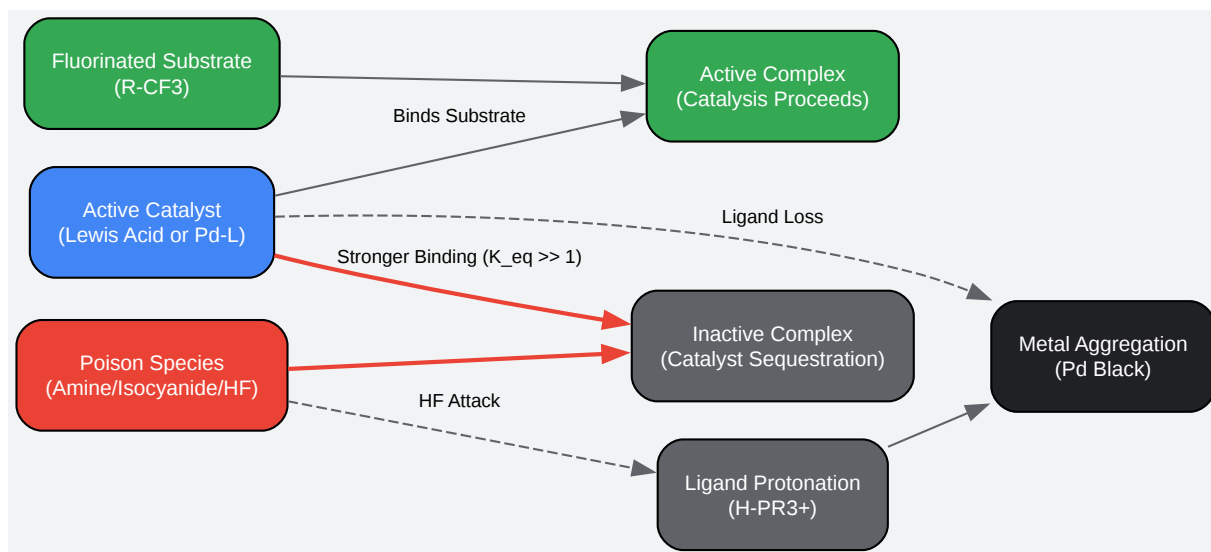 Fluorinated Substrate
(R-CF3)
Active Complex
(Catalysis Proceeds)
Binds Substrate
Active Catalyst
(Lewis Acid or Pd-L)
Ligand Loss
Stronger Binding (K_eq >> 1)
Poison Species
(Amine/Isocyanide/HF)
Inactive Complex
(Catalyst Sequestration)
Metal Aggregation
(Pd Black)
HF Attack
Ligand Protonation
(H-PR3+)